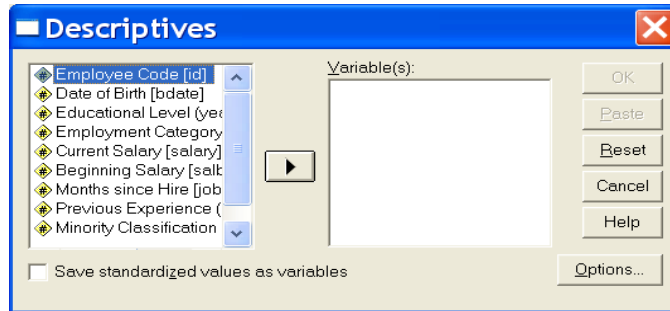 Descriptives
Employee Code [id]
Date of Birth [bdate]
Educational Level (yea
Employment Category
Current Salary [salary]
Beginning Salary [salb
Months since Hire [job
Previous Experience (
Minority Classification
Variable(s):
OK
Paste
Reset
Cancel
Help
Save standardized values as variables
Options...